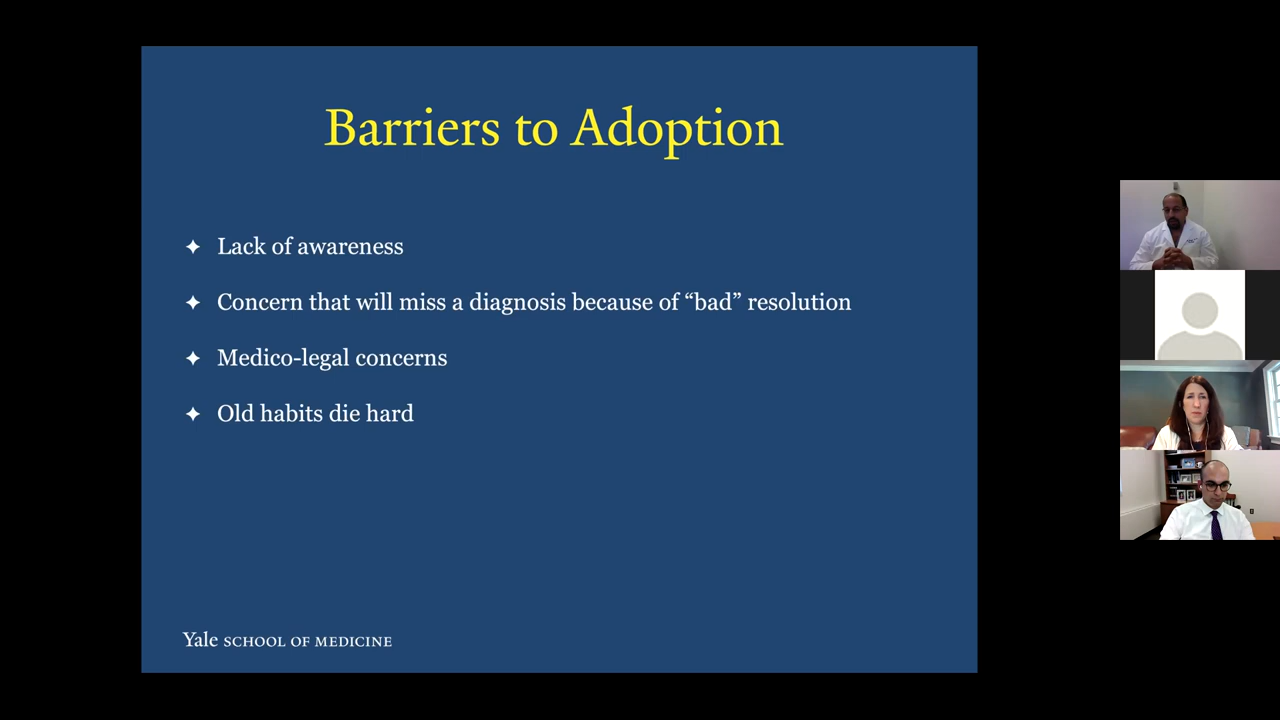 Barriers to Adoption
✦ Lack of awareness
✦ Concern that will miss a diagnosis because of “bad” resolution
✦ Medico-legal concerns
✦ Old habits die hard
Yale SCHOOL OF MEDICINE